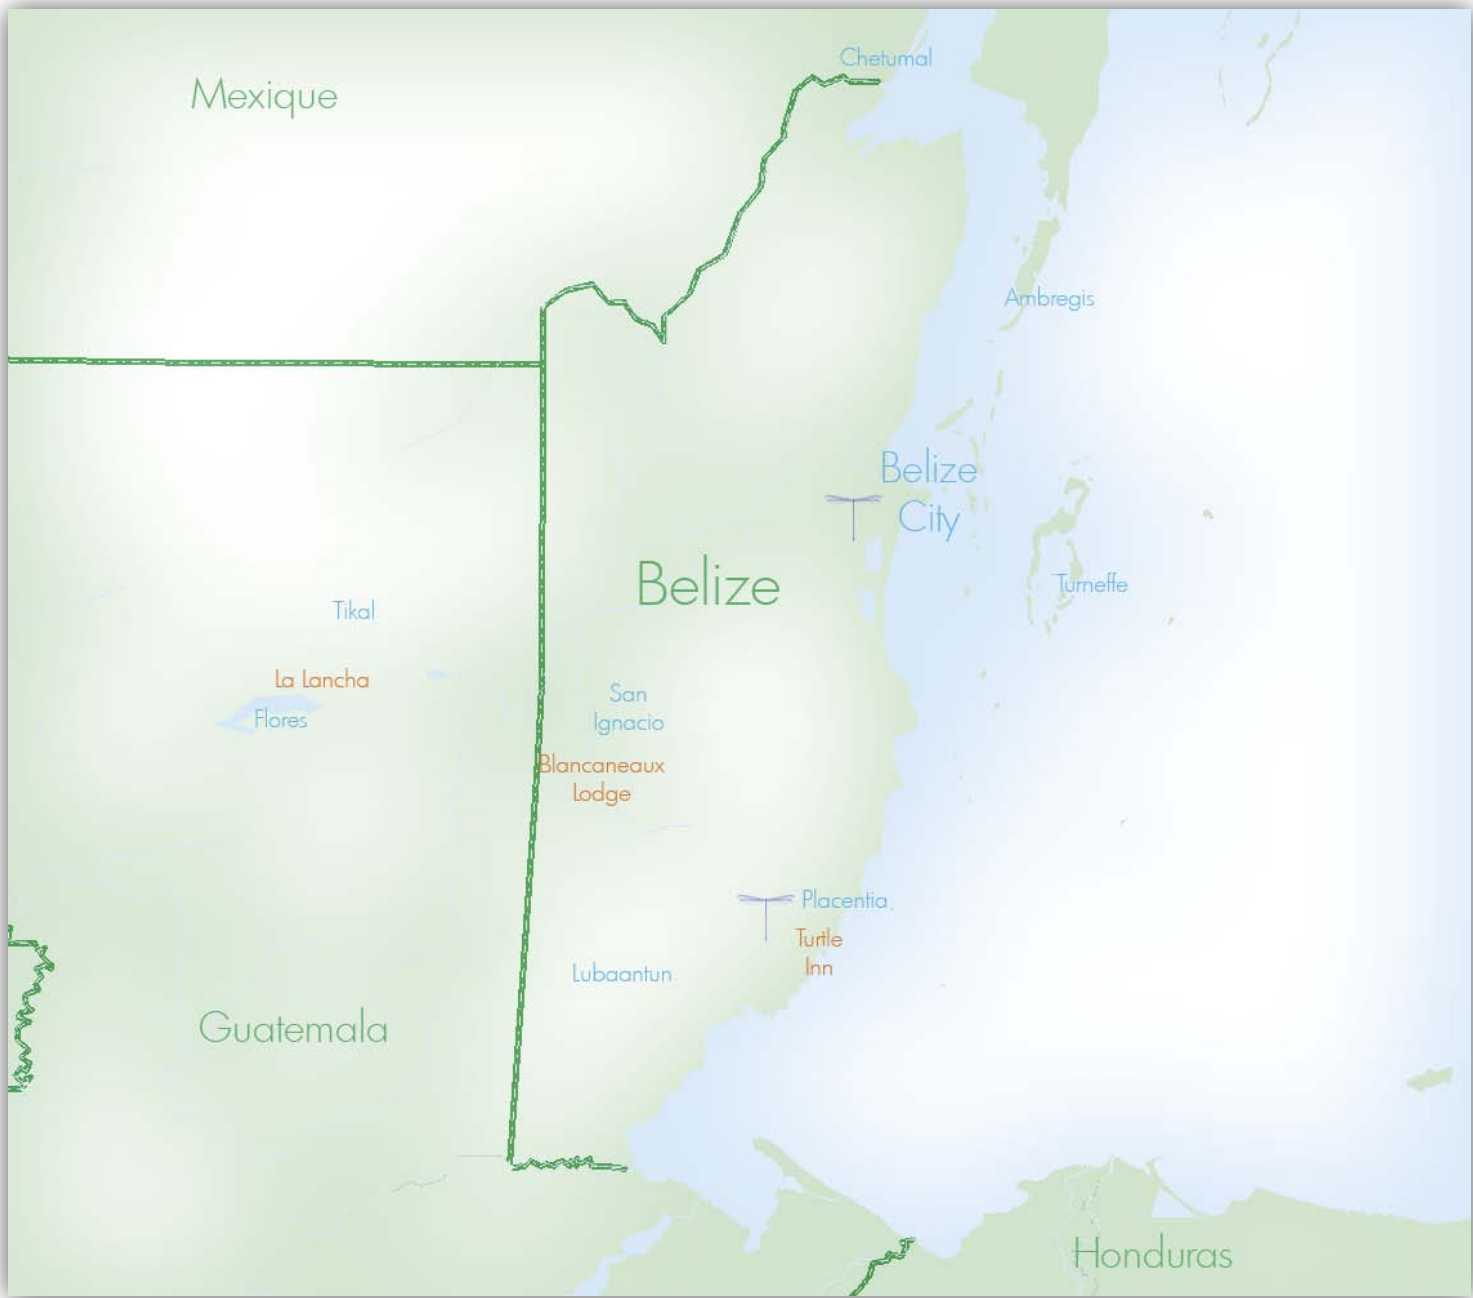 Chetumal
Mexique
Ambregis
Belize
City
Belize
Turneffe
Tikal
La Lancha
Flores
San
Ignacio
Blancaneaux
Lodge
Placentia
Turtle
Inn
Lubaantun
Guatemala
Honduras